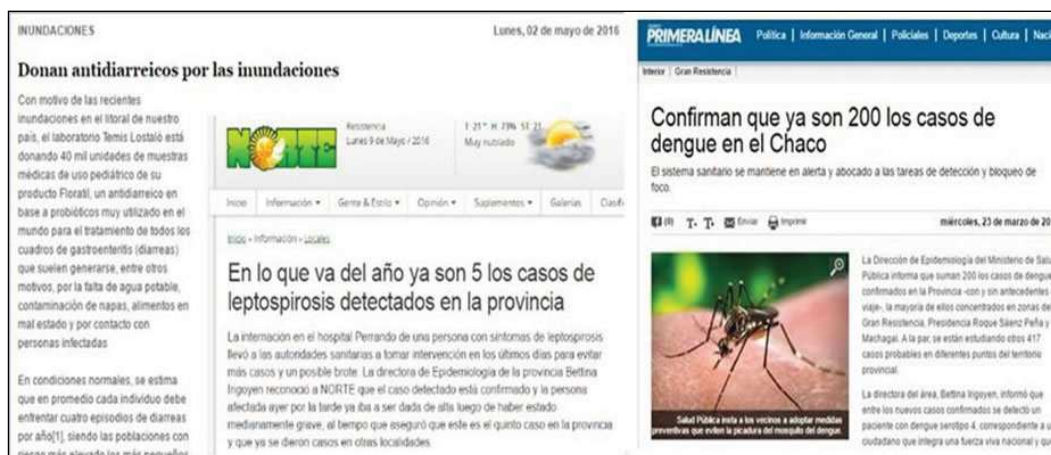 INUNDACIONES
Lunes, 02 de mayo de 2016
Donan antidiarreicos por las inundaciones
Con motivo de las recientes
inundaciones en el litoral de nuestro
país, el laboratorio Temis Lostaló está
donando 40 mil unidades de muestras
médicas de uso pediátrico de su
producto Floratil, un antidiarreico en
base a probióticos muy utilizado en el
mundo para el tratamiento de todos los
cuadros de gastroenteritis (diarreas)
que suelen generarse, entre otros
motivos, por la falta de agua potable,
contaminación de napas, alimentos en
mal estado y por contacto con
personas infectadas
En condiciones normales, se estima
que en promedio cada individuo debe
enfrentar cuatro episodios de diarreas
por año[1], siendo las poblaciones con
riesgo más elevado los más pequeños
NORTE
Resistencia
Lunes 9 de Mayo / 2016
T 21° H 73% ST 21
Muy nublado
Inicio
Información
Gente & Estilo
Opinión
Suplementos
Galerías
Clasif
Inicio » Información » Locales
En lo que va del año ya son 5 los casos de
leptospirosis detectados en la provincia
La internación en el hospital Perrando de una persona con síntomas de leptospirosis
llevó a las autoridades sanitarias a tomar intervención en los últimos días para evitar
más casos y un posible brote. La directora de Epidemiología de la provincia Bettina
Irigoyen reconoció a NORTE que el caso detectado está confirmado y la persona
afectada ayer por la tarde ya iba a ser dada de alta luego de haber estado
medianamente grave, al tiempo que aseguró que este es el quinto caso en la provincia
y que ya se dieron casos en otras localidades.
PRIMERALÍNEA
Política | Información General | Policiales | Deportes | Cultura | Naci
Interior | Gran Resistencia |
Confirman que ya son 200 los casos de
dengue en el Chaco
El sistema sanitario se mantiene en alerta y abocado a las tareas de detección y bloqueo de
foco.
(0) T- T+ Enviar Imprimir
miércoles, 23 de marzo de 20
La Dirección de Epidemiología del Ministerio de Salu
Pública informa que suman 200 los casos de dengue
confirmados en la Provincia -con y sin antecedentes
viaje-, la mayoría de ellos concentrados en zonas de
Gran Resistencia, Presidencia Roque Sáenz Peña y
Machagai. A la par, se están estudiando otros 417
casos probables en diferentes puntos del territorio
provincial.
La directora del área, Bettina Irigoyen, informó que
entre los nuevos casos confirmados se detectó un
paciente con dengue serotipo 4, correspondiente a u
ciudadano que integra una fuerza viva nacional y que
Salud Pública insta a los vecinos a adoptar medidas
preventivas que eviten la picadura del mosquito del dengue.